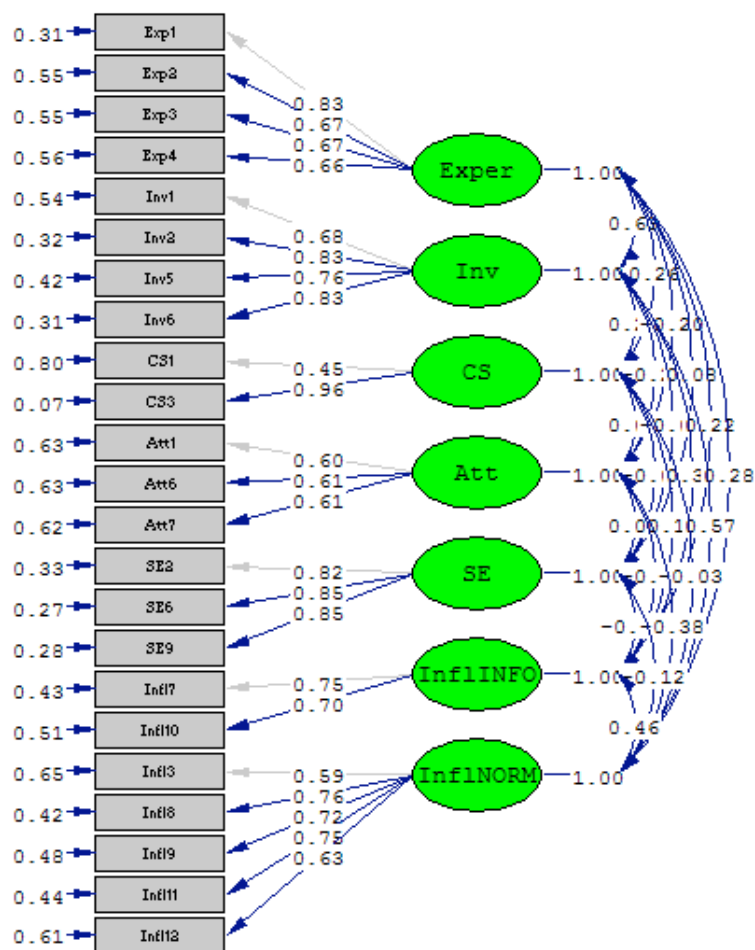 0.31 Exp1
0.55 Exp2
0.55 Exp3
0.56 Exp4
0.54 Inv1
0.32 Inv2
0.42 Inv5
0.31 Inv6
0.80 CS1
0.07 CS3
0.63 Att1
0.63 Att6
0.62 Att7
0.33 SE2
0.27 SE6
0.28 SE9
0.43 Infl7
0.51 Infl10
0.65 Infl3
0.42 Infl8
0.48 Infl9
0.44 Infl11
0.61 Infl12
0.83
0.67
0.67
0.66
0.68
0.83
0.76
0.83
0.45
0.96
0.60
0.61
0.61
0.82
0.85
0.85
0.75
0.70
0.59
0.76
0.72
0.75
0.63
Exper 1.00
Inv 1.00
CS 1.00
Att 1.00
SE 1.00
InflINFO 1.00
InflNORM 1.00
0.20
0.08
0.22
0.28
0.57
0.03
-0.38
-0.12
0.46